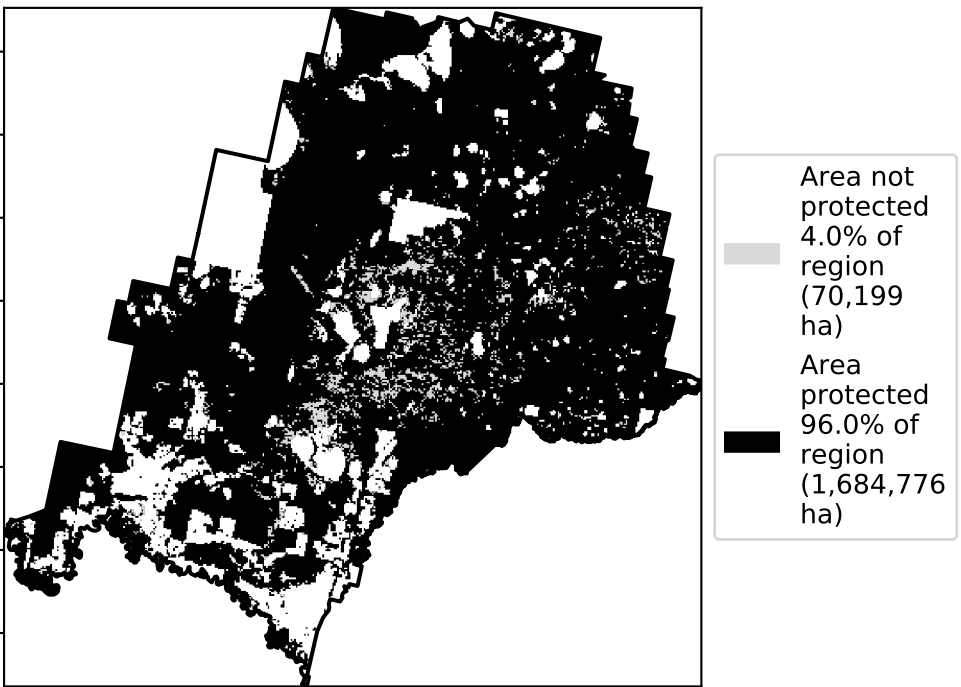 Area not
protected
4.0% of
region
(70,199
ha)
Area
protected
96.0% of
region
(1,684,776
ha)